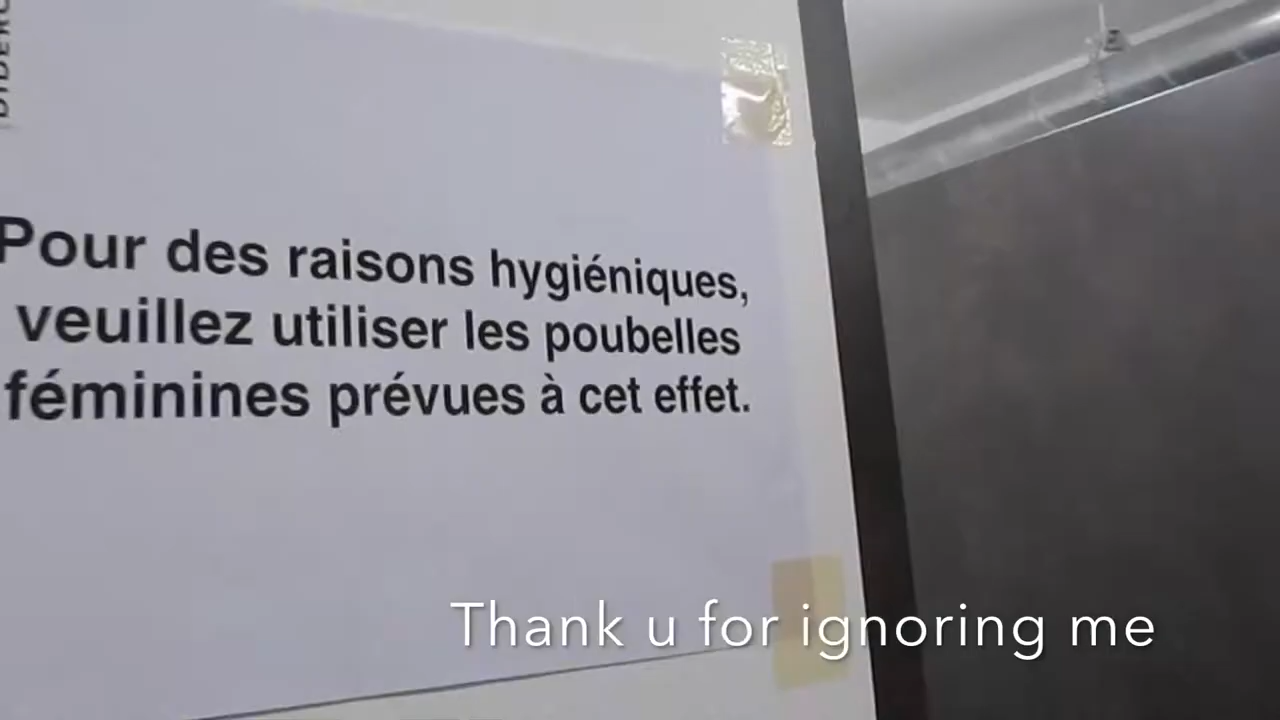 Pour des raisons hygiéniques,
veuillez utiliser les poubelles
féminines prévues à cet effet.
Thank u for ignoring me